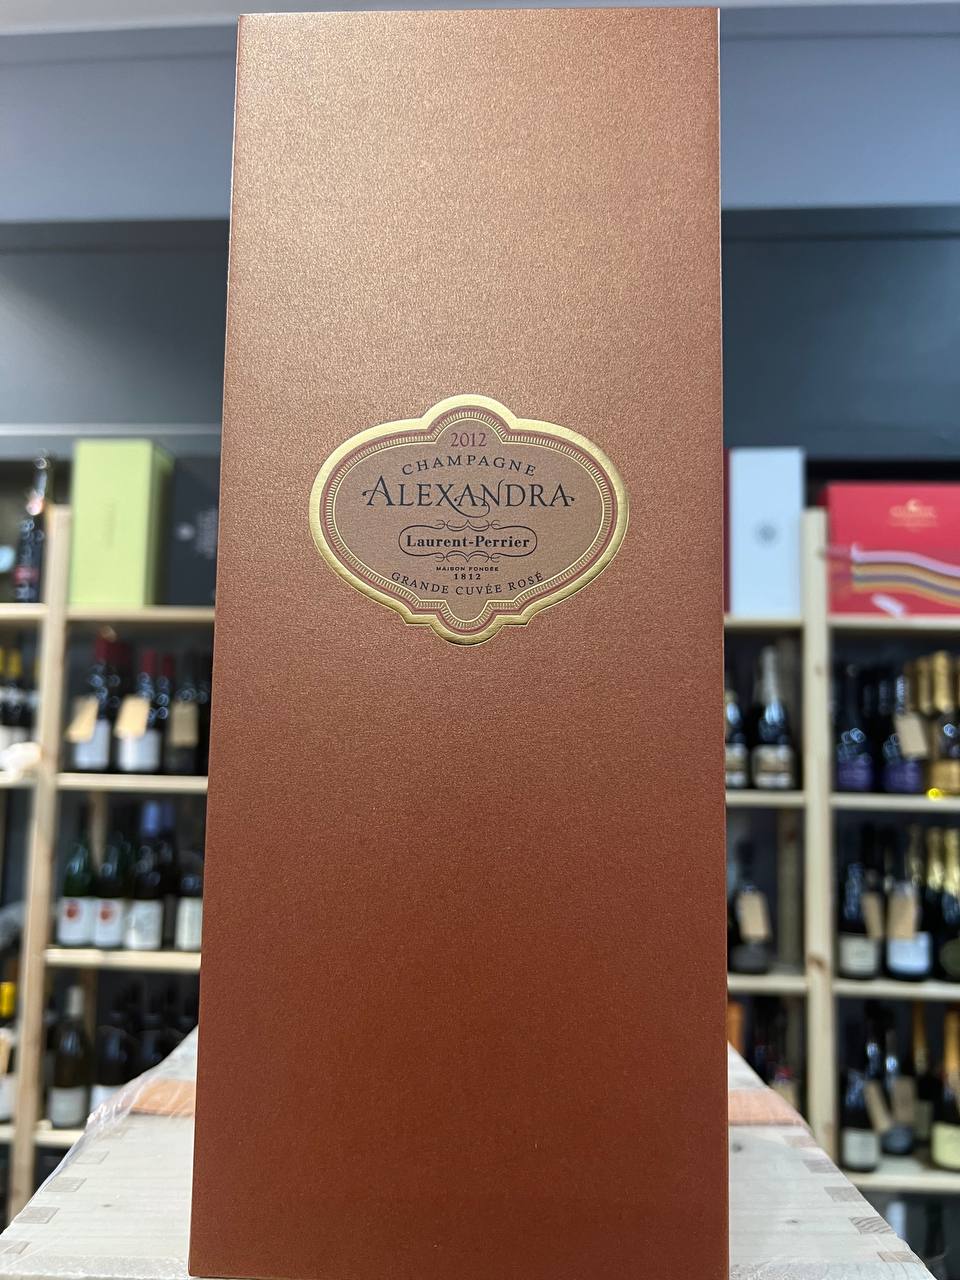 2012
CHAMPAGNE
ALEXANDRA
Laurent-Perrier
MAISON FONDÉE
1812
GRANDE CUVÉE ROSÉ